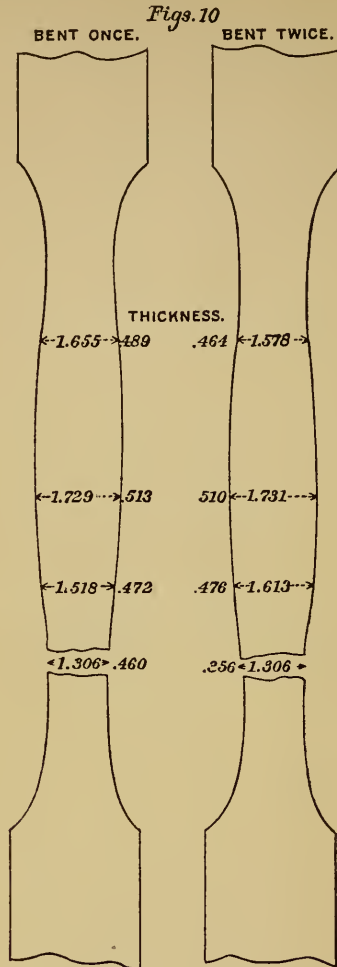 Figs. 10
BENT ONCE. BENT TWICE.
THICKNESS.
1.655 .489 .464 1.578
1.729 .513 510 1.731
1.518 .472 .476 1.613
1.306 .460 .256 1.306